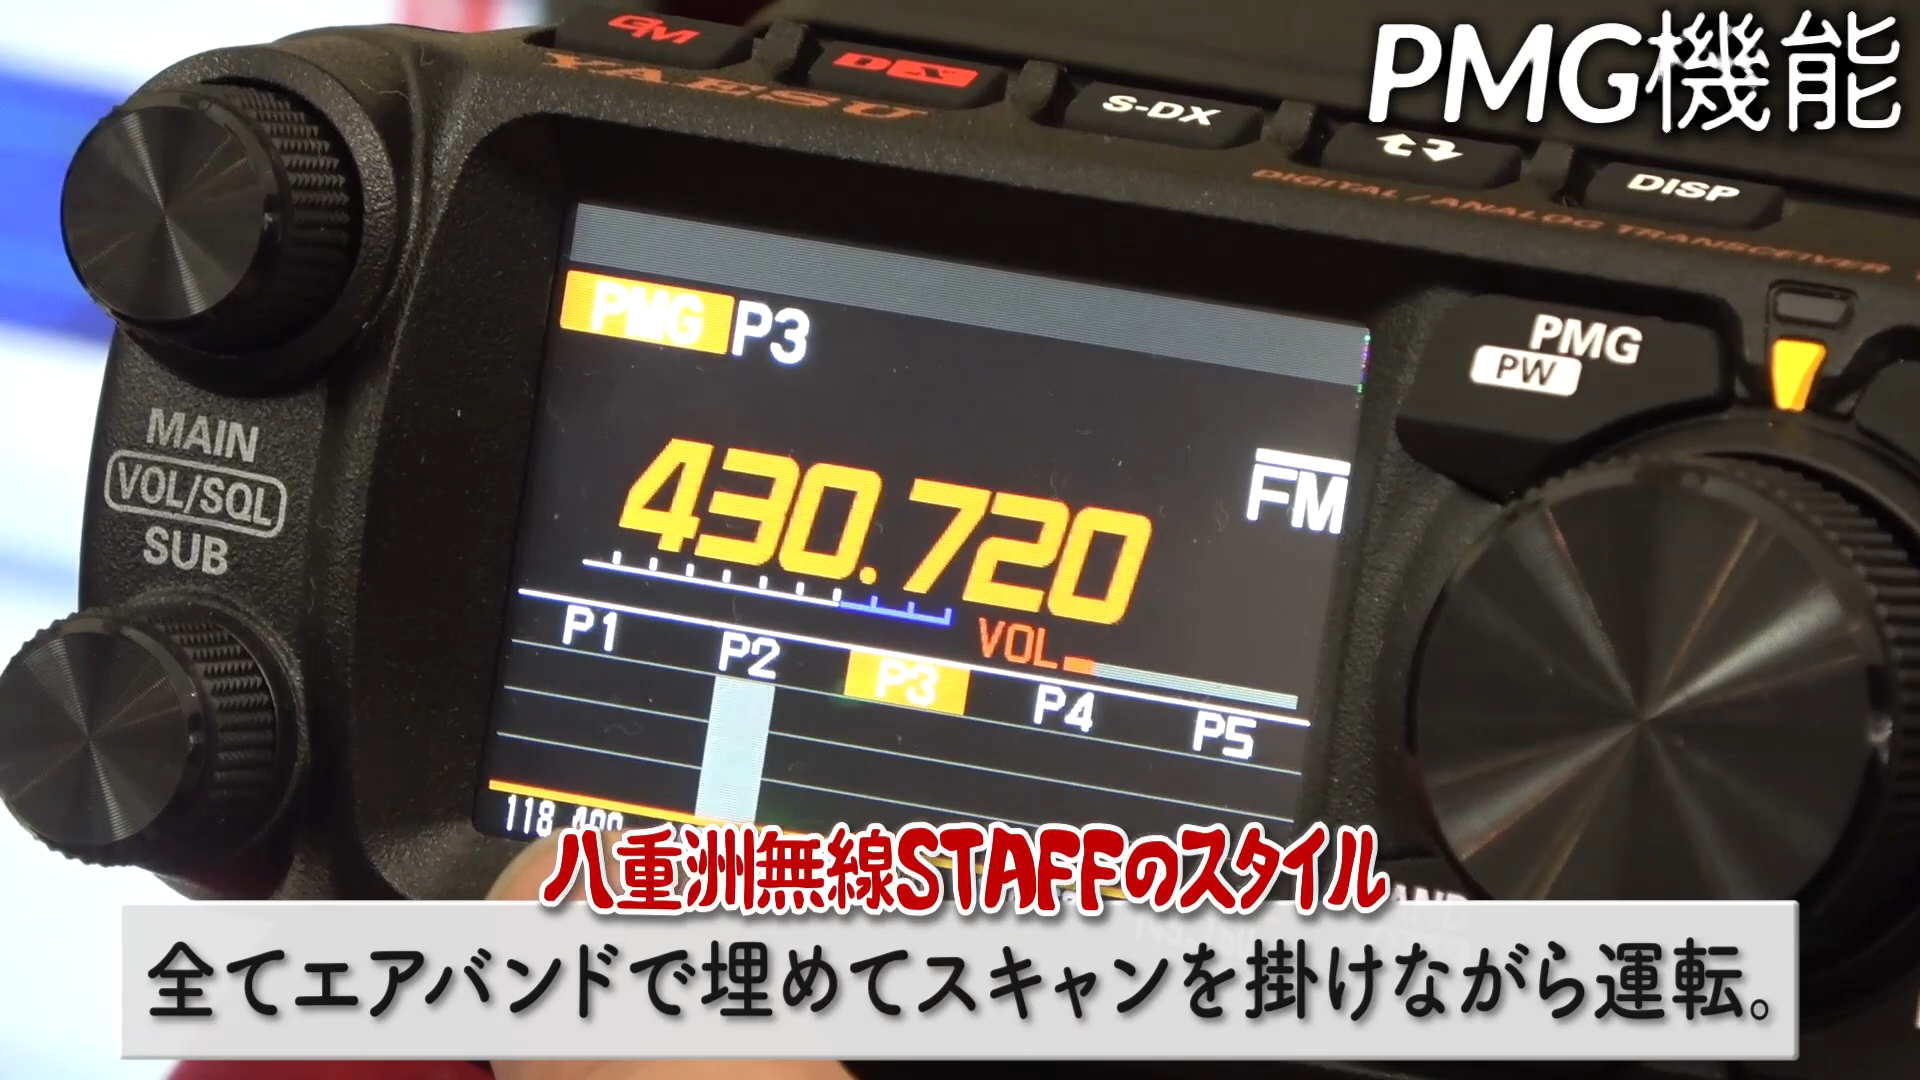 PMG機能
GM
DX
S-DX
DISP
YAESU
DIGITAL/ANALOG TRANSCEIVER
PMG
PW
MAIN
VOL/SQL
SUB
PMG P3
430.720
FM
VOL
P1 P2 P3 P4 P5
118.400
八重洲無線STAFFのスタイル
全てエアバンドで埋めてスキャンを掛けながら運転。